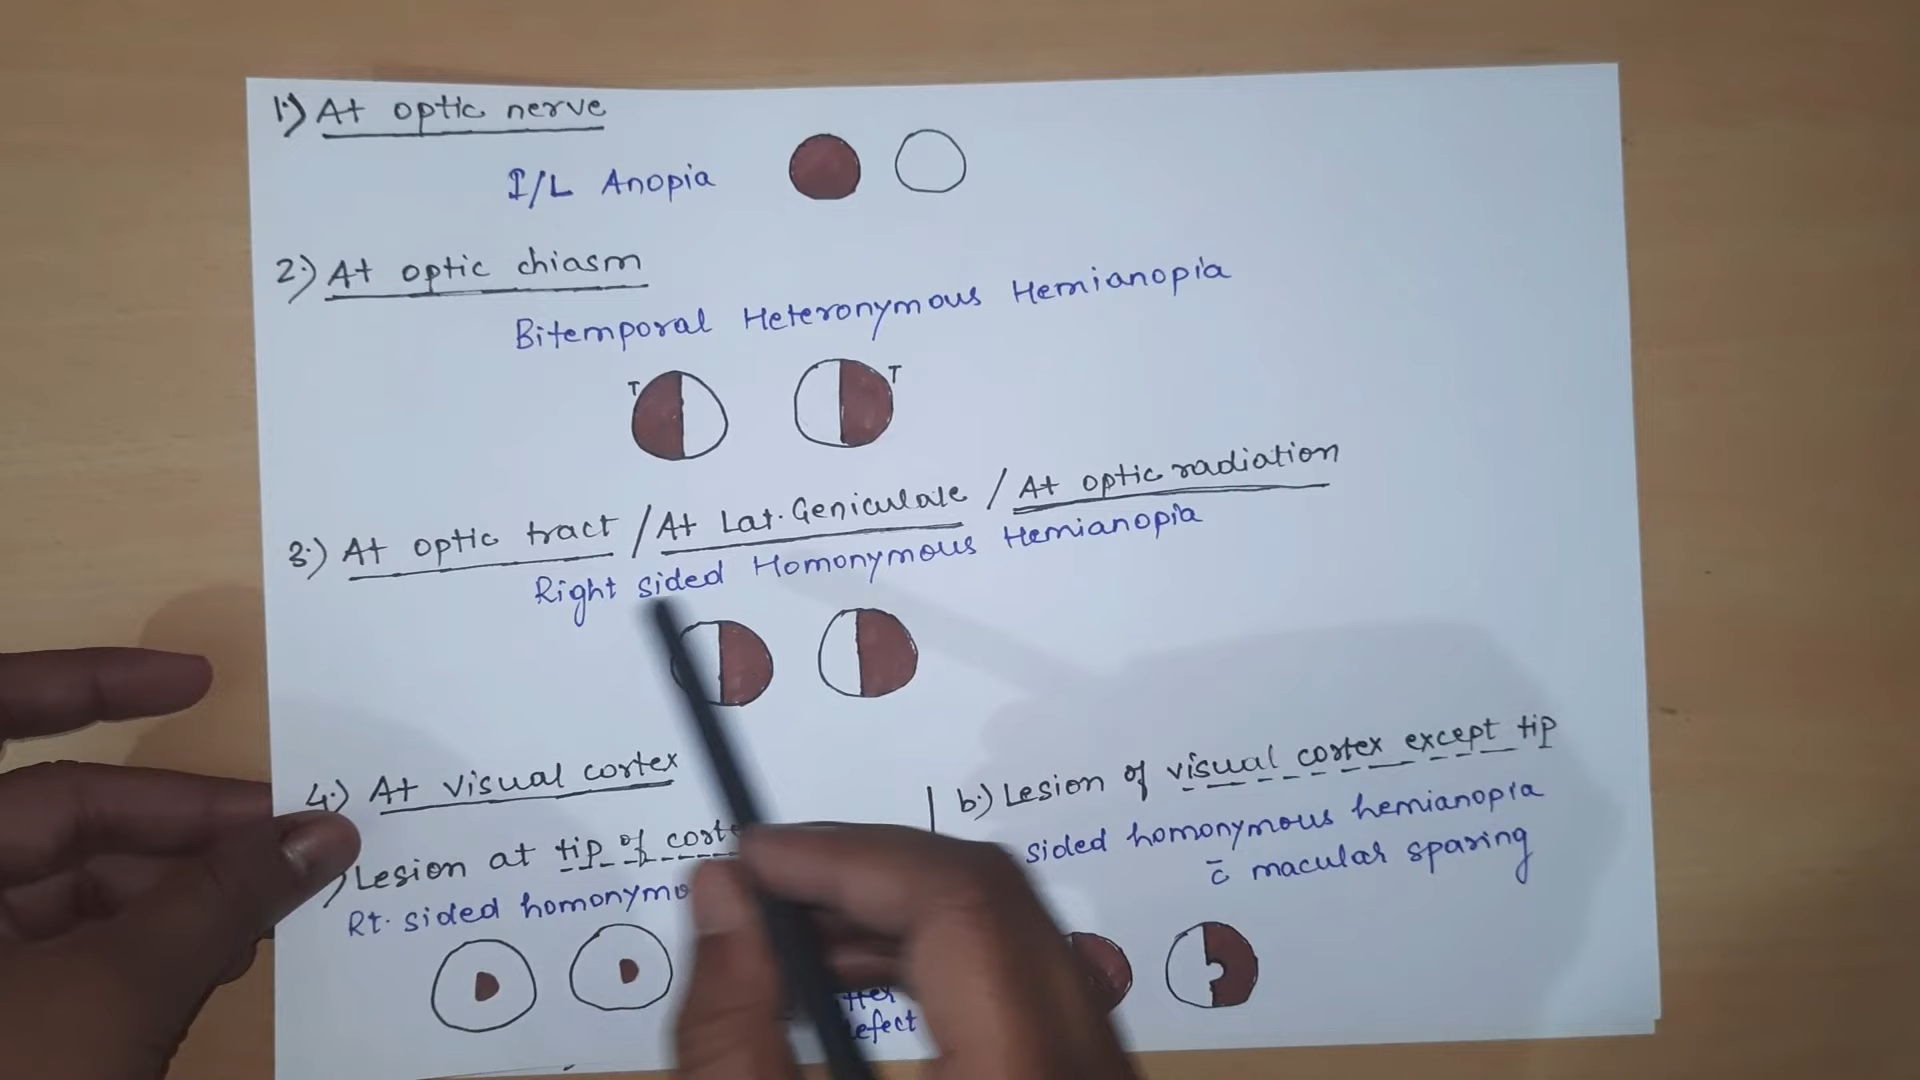 1.) At optic nerve
I/L Anopia
2.) At optic chiasm
Bitemporal Heteronymous Hemianopia
T T
3.) At optic tract / At Lat. Geniculate / At optic radiation
Right sided Homonymous Hemianopia
4.) At visual cortex
Lesion at tip of
Rt. sided
b.) Lesion of visual cortex except tip
sided homonymous hemianopia
c̄ macular sparing
defect